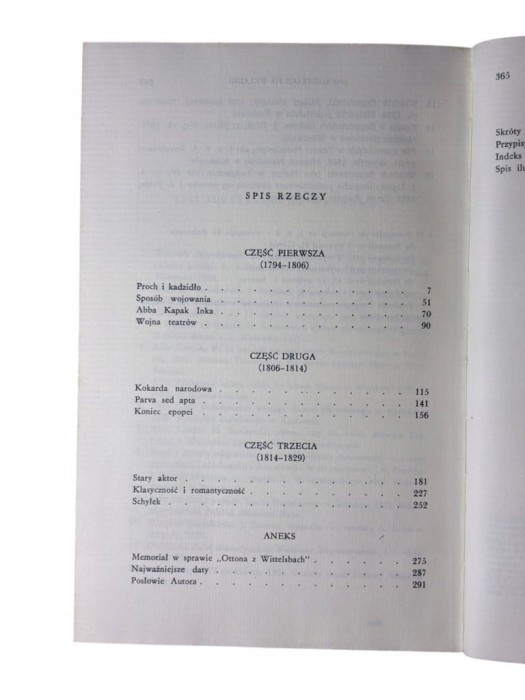 SPIS RZECZY
CZĘŚĆ PIERWSZA
(1794–1806)
Proch i kadzidło . . . . . . . . . . . . 7
Sposób wojowania . . . . . . . . . . . . 51
Abba Kapak Inka . . . . . . . . . . . . 70
Wojna teatrów . . . . . . . . . . . . 90
CZĘŚĆ DRUGA
(1806–1814)
Kokarda narodowa . . . . . . . . . . . . 115
Parva sed apta . . . . . . . . . . . . 141
Koniec epopei . . . . . . . . . . . . 156
CZĘŚĆ TRZECIA
(1814–1829)
Stary aktor . . . . . . . . . . . . 181
Klasyczność i romantyczność . . . . . . . . . . 227
Schyłek . . . . . . . . . . . . 252
ANEKS
Memoriał w sprawie „Ottona z Wittelsbach” . . . . . . 275
Najważniejsze daty . . . . . . . . . . . . 287
Posłowie Autora . . . . . . . . . . . . 291
365
Skróty
Przypisy
Indeks
Spis